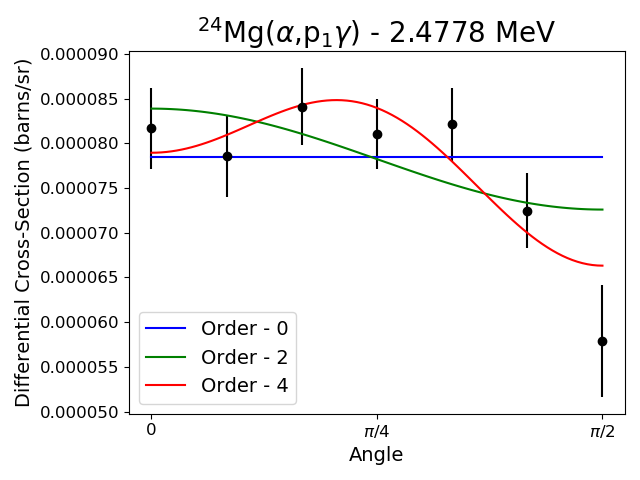 ²⁴Mg(α,p₁γ) - 2.4778 MeV
Differential Cross-Section (barns/sr)
0.000090
0.000085
0.000080
0.000075
0.000070
0.000065
0.000060
0.000055
0.000050
Order - 0
Order - 2
Order - 4
0 π/4 π/2
Angle